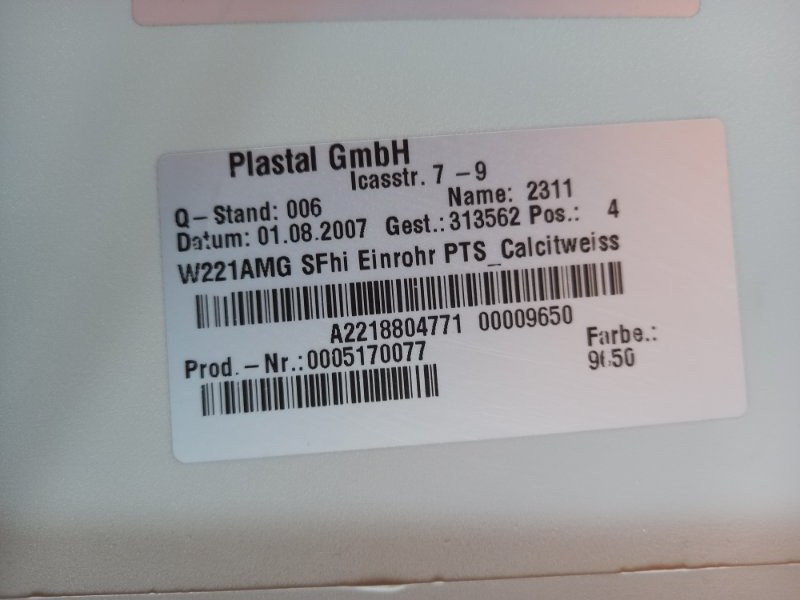 Plastal GmbH
Icasstr. 7 -9
Q-Stand: 006 Name: 2311
Datum: 01.08.2007 Gest.: 313562 Pos.: 4
W221AMG SFhi Einrohr PTS_Calcitweiss
A2218804771 00009650
Prod.-Nr.:0005170077 Farbe.:
9650